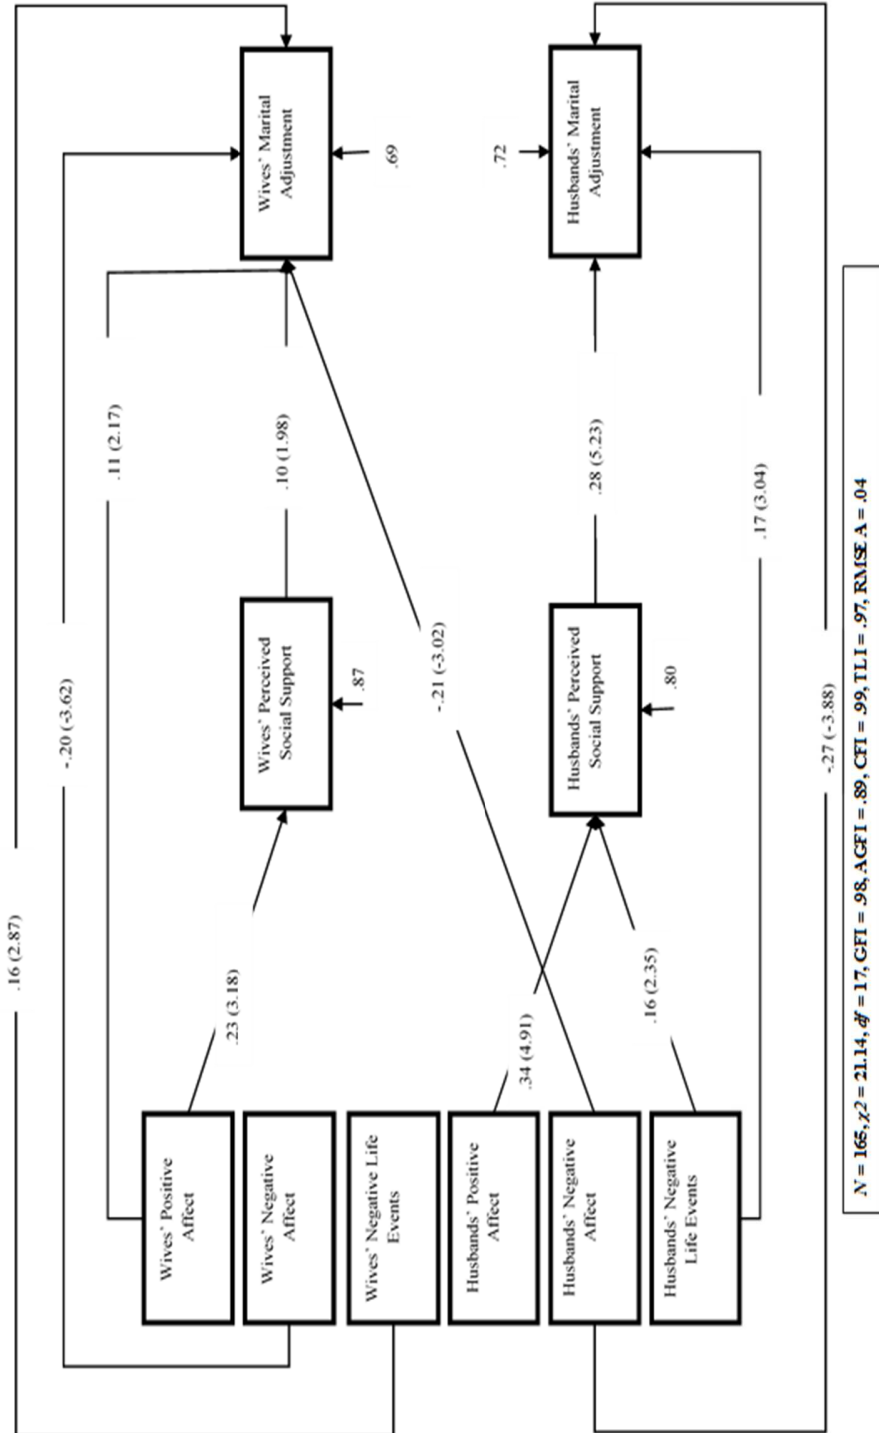 .16 (2.87)
-.20 (-3.62)
.11 (2.17)
Wives' Positive
Affect
.23 (3.18)
Wives' Perceived
Social Support
.87
.10 (1.98)
Wives' Marital
Adjustment
.69
Wives' Negative
Affect
Wives' Negative Life
Events
-.21 (-3.02)
Husbands' Positive
Affect
.34 (4.91)
Husbands' Negative
Affect
Husbands' Perceived
Social Support
.80
.28 (5.23)
.72
Husbands' Marital
Adjustment
Husbands' Negative
Life Events
.16 (2.35)
.17 (3.04)
-.27 (-3.88)
N = 165, χ2 = 21.14, df = 17, GFI = .98, AGFI = .89, CFI = .99, TLI = .97, RMSE A = .04